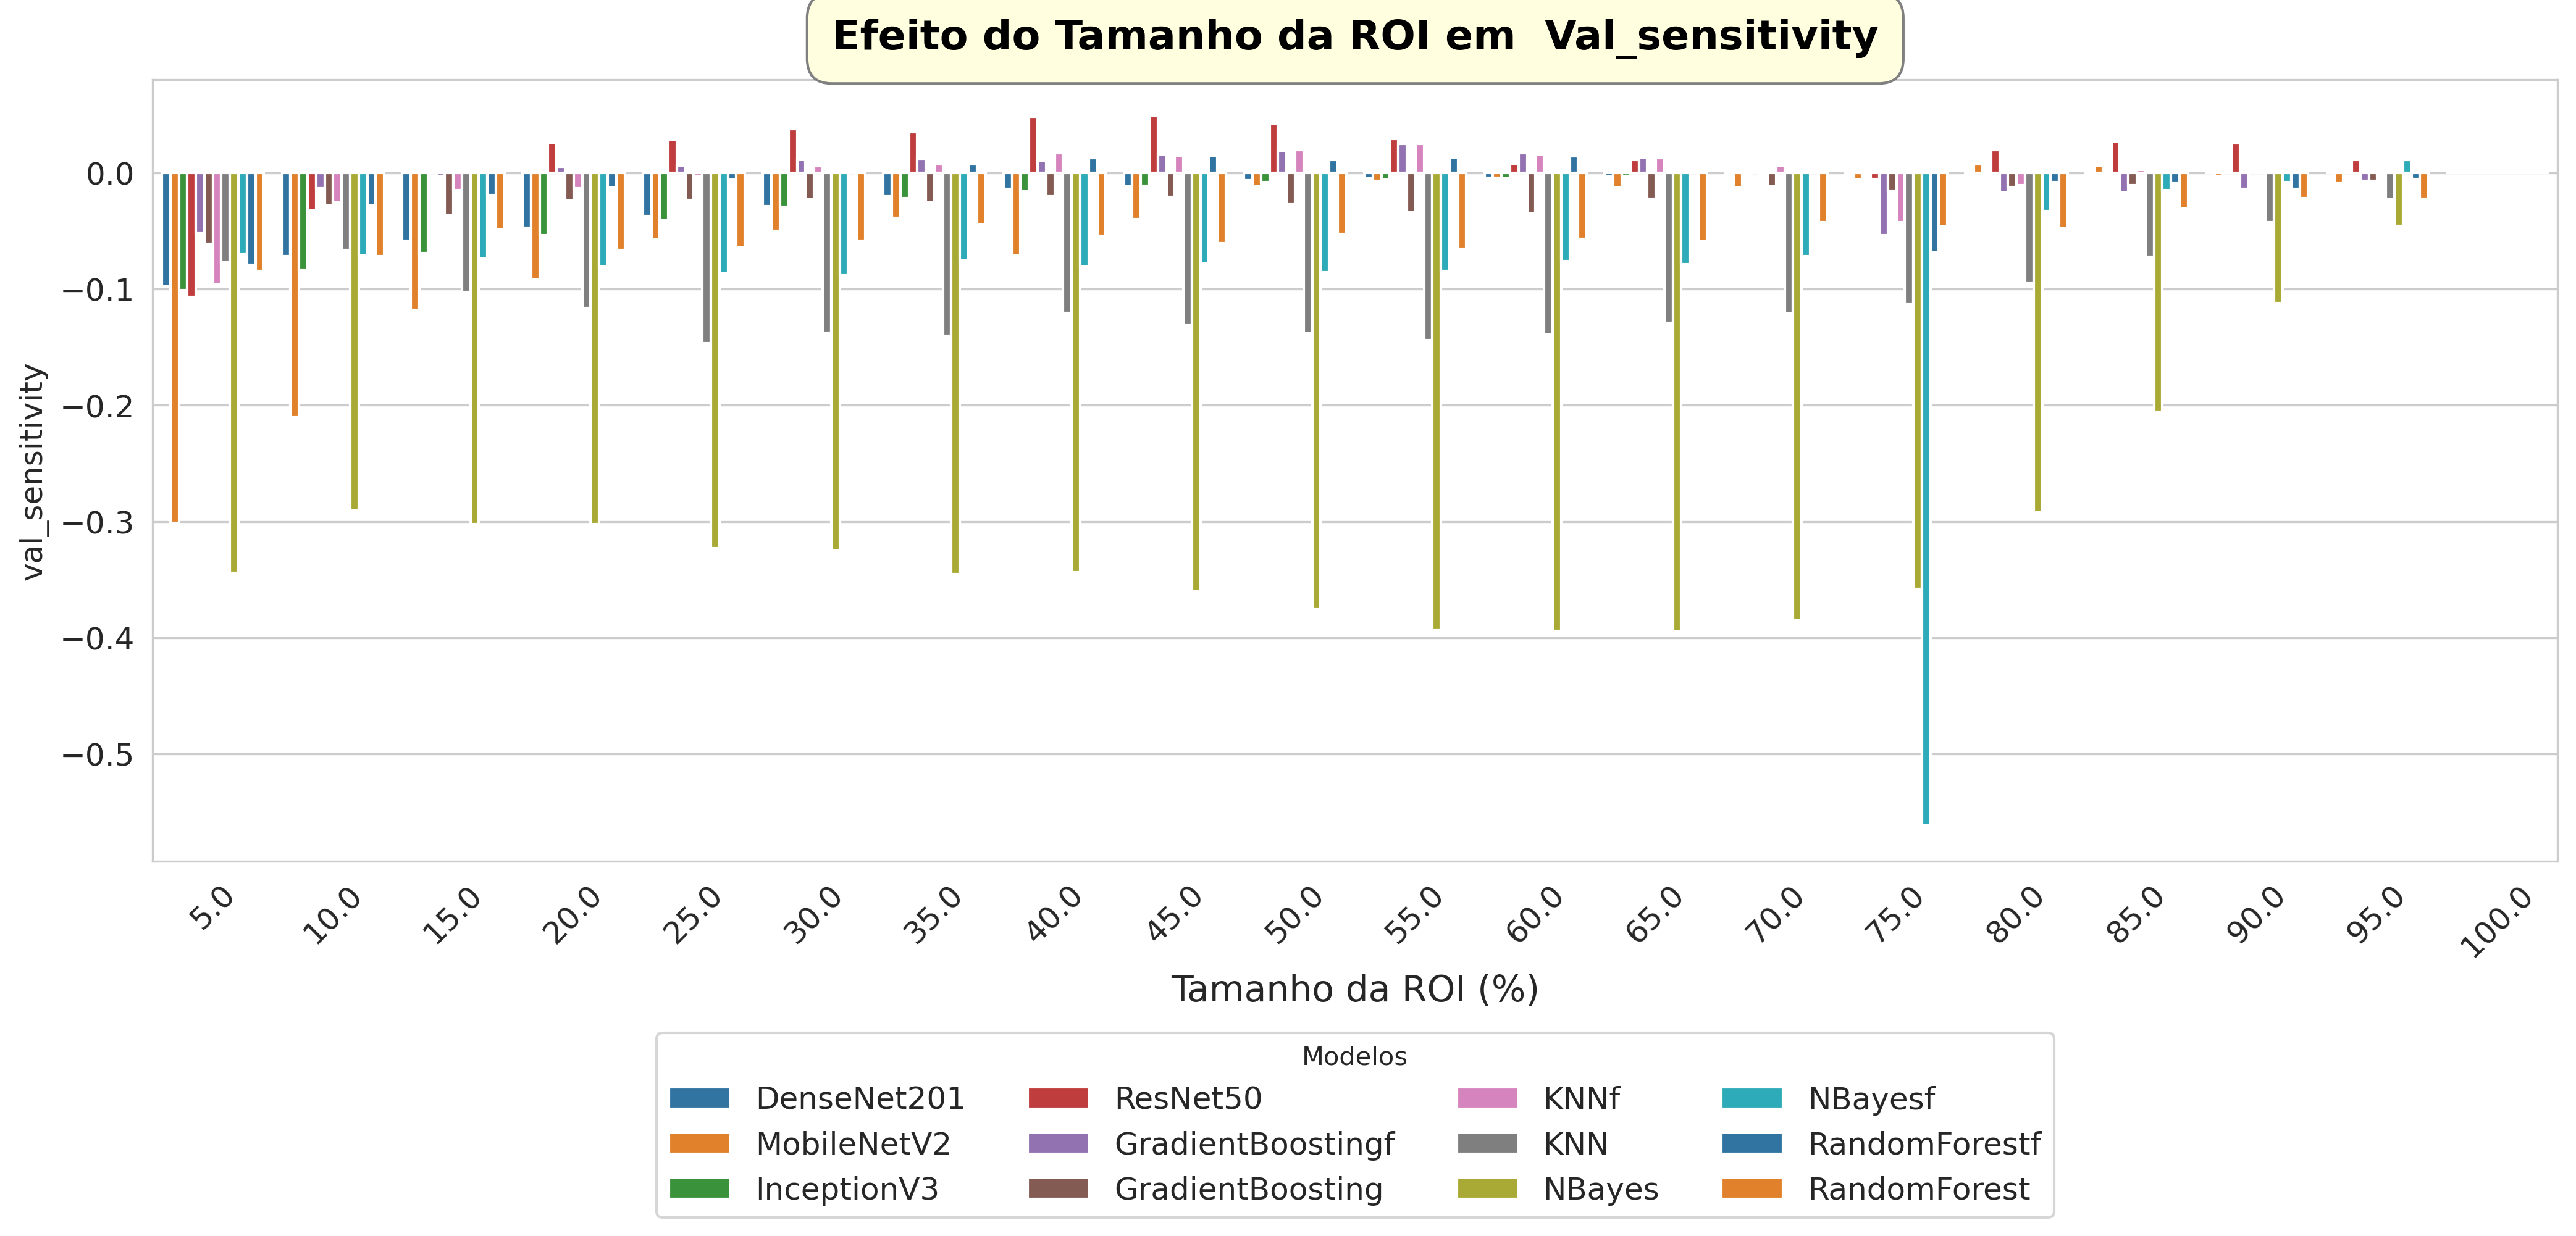 Efeito do Tamanho da ROI em  Val_sensitivity
val_sensitivity
0.0
−0.1
−0.2
−0.3
−0.4
−0.5
5.0 10.0 15.0 20.0 25.0 30.0 35.0 40.0 45.0 50.0 55.0 60.0 65.0 70.0 75.0 80.0 85.0 90.0 95.0 100.0
Tamanho da ROI (%)
Modelos
DenseNet201 ResNet50 KNNf NBayesf
MobileNetV2 GradientBoostingf KNN RandomForestf
InceptionV3 GradientBoosting NBayes RandomForest